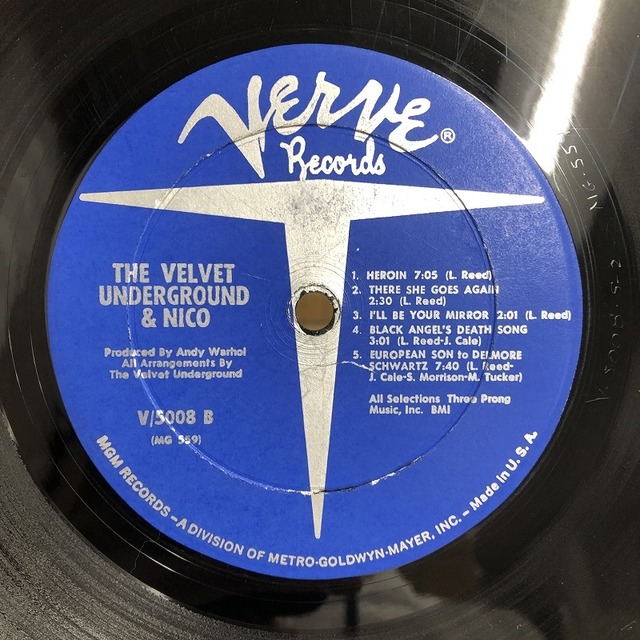 Verve ®
Records
THE VELVET
UNDERGROUND
& NICO
Produced By Andy Warhol
All Arrangements By
The Velvet Underground
V/5008 B
(MG 559)
1. HEROIN 7:05 (L. Reed)
2. THERE SHE GOES AGAIN
2:30 (L. Reed)
3. I'LL BE YOUR MIRROR 2:01 (L. Reed)
4. BLACK ANGEL'S DEATH SONG
3:01 (L. Reed-J. Cale)
5. EUROPEAN SON to DELMORE
SCHWARTZ 7:40 (L. Reed-
J. Cale-S. Morrison-M. Tucker)
All Selections Three Prong
Music, Inc. BMI
MGM RECORDS – A DIVISION OF METRO-GOLDWYN-MAYER, INC. – Made in U. S. A.